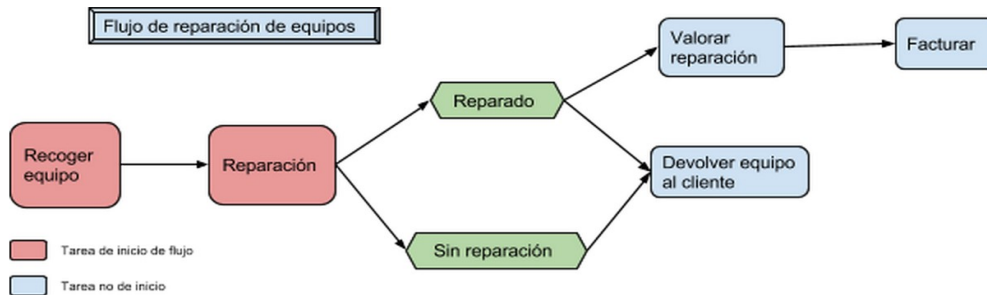 Flujo de reparación de equipos
Valorar
reparación
Facturar
Reparado
Recoger
equipo
Reparación
Devolver equipo
al cliente
Sin reparación
Tarea de inicio de flujo
Tarea no de inicio